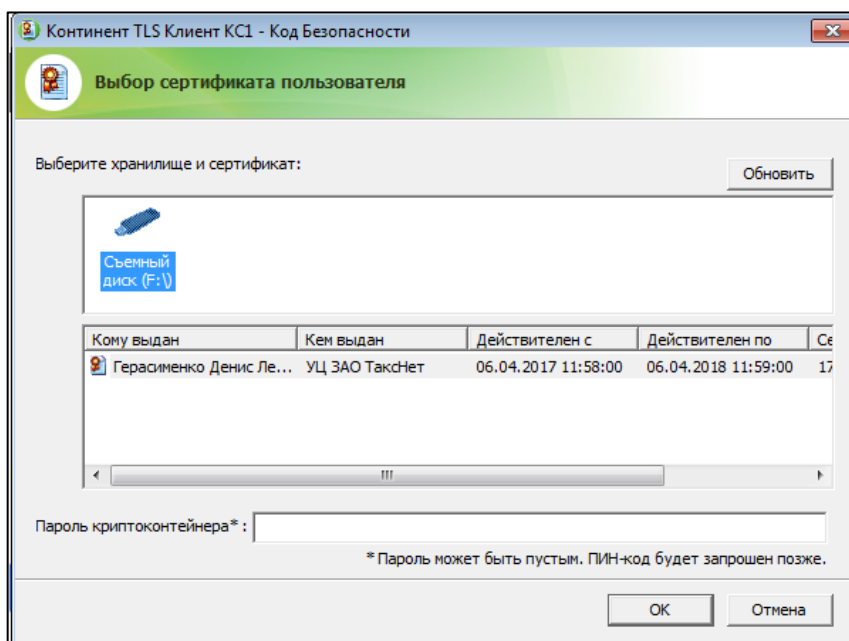 Континент TLS Клиент КС1 - Код Безопасности
Выбор сертификата пользователя
Выберите хранилище и сертификат:
Обновить
Съемный
диск (F:\)
Кому выдан Кем выдан Действителен с Действителен по Се
Герасименко Денис Ле... УЦ ЗАО ТаксНет 06.04.2017 11:58:00 06.04.2018 11:59:00 17
Пароль криптоконтейнера* :
* Пароль может быть пустым. ПИН-код будет запрошен позже.
ОК Отмена